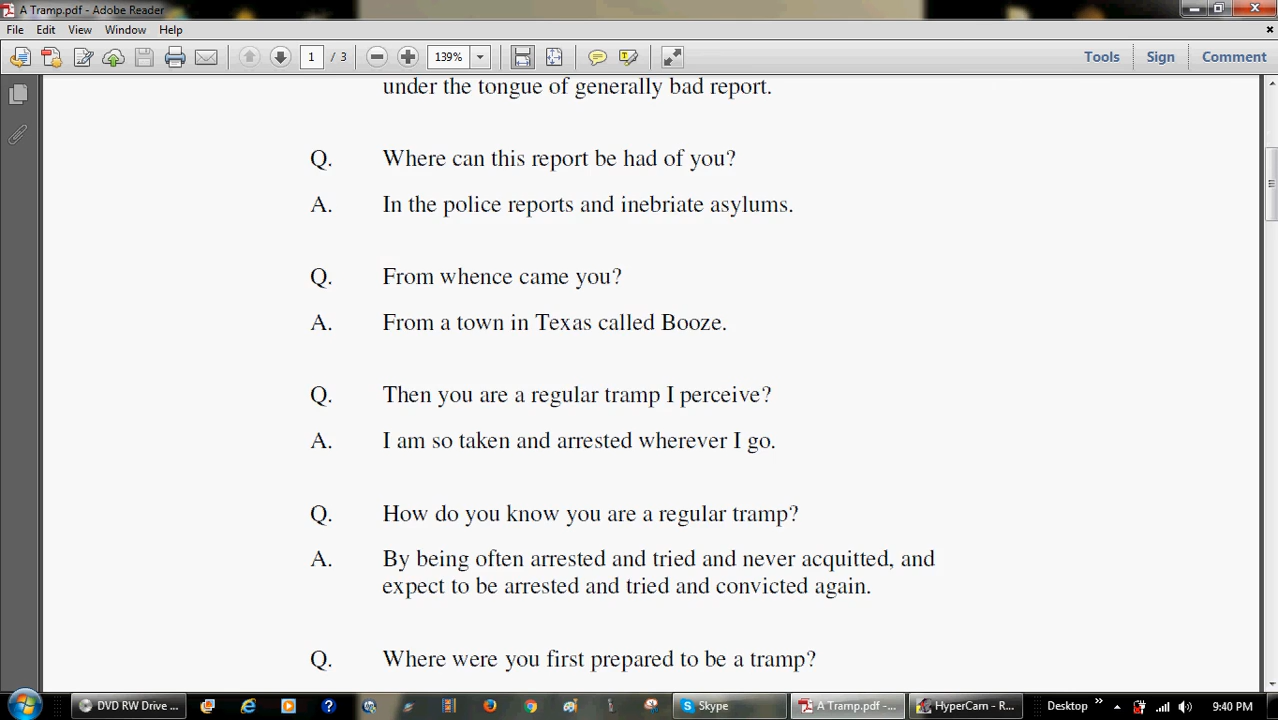 A Tramp.pdf - Adobe Reader
File Edit View Window Help
1 / 3 139% Tools Sign Comment
under the tongue of generally bad report.
Q. Where can this report be had of you?
A. In the police reports and inebriate asylums.
Q. From whence came you?
A. From a town in Texas called Booze.
Q. Then you are a regular tramp I perceive?
A. I am so taken and arrested wherever I go.
Q. How do you know you are a regular tramp?
A. By being often arrested and tried and never acquitted, and
expect to be arrested and tried and convicted again.
Q. Where were you first prepared to be a tramp?
DVD RW Drive ... Skype A Tramp.pdf -... HyperCam - R... Desktop 9:40 PM